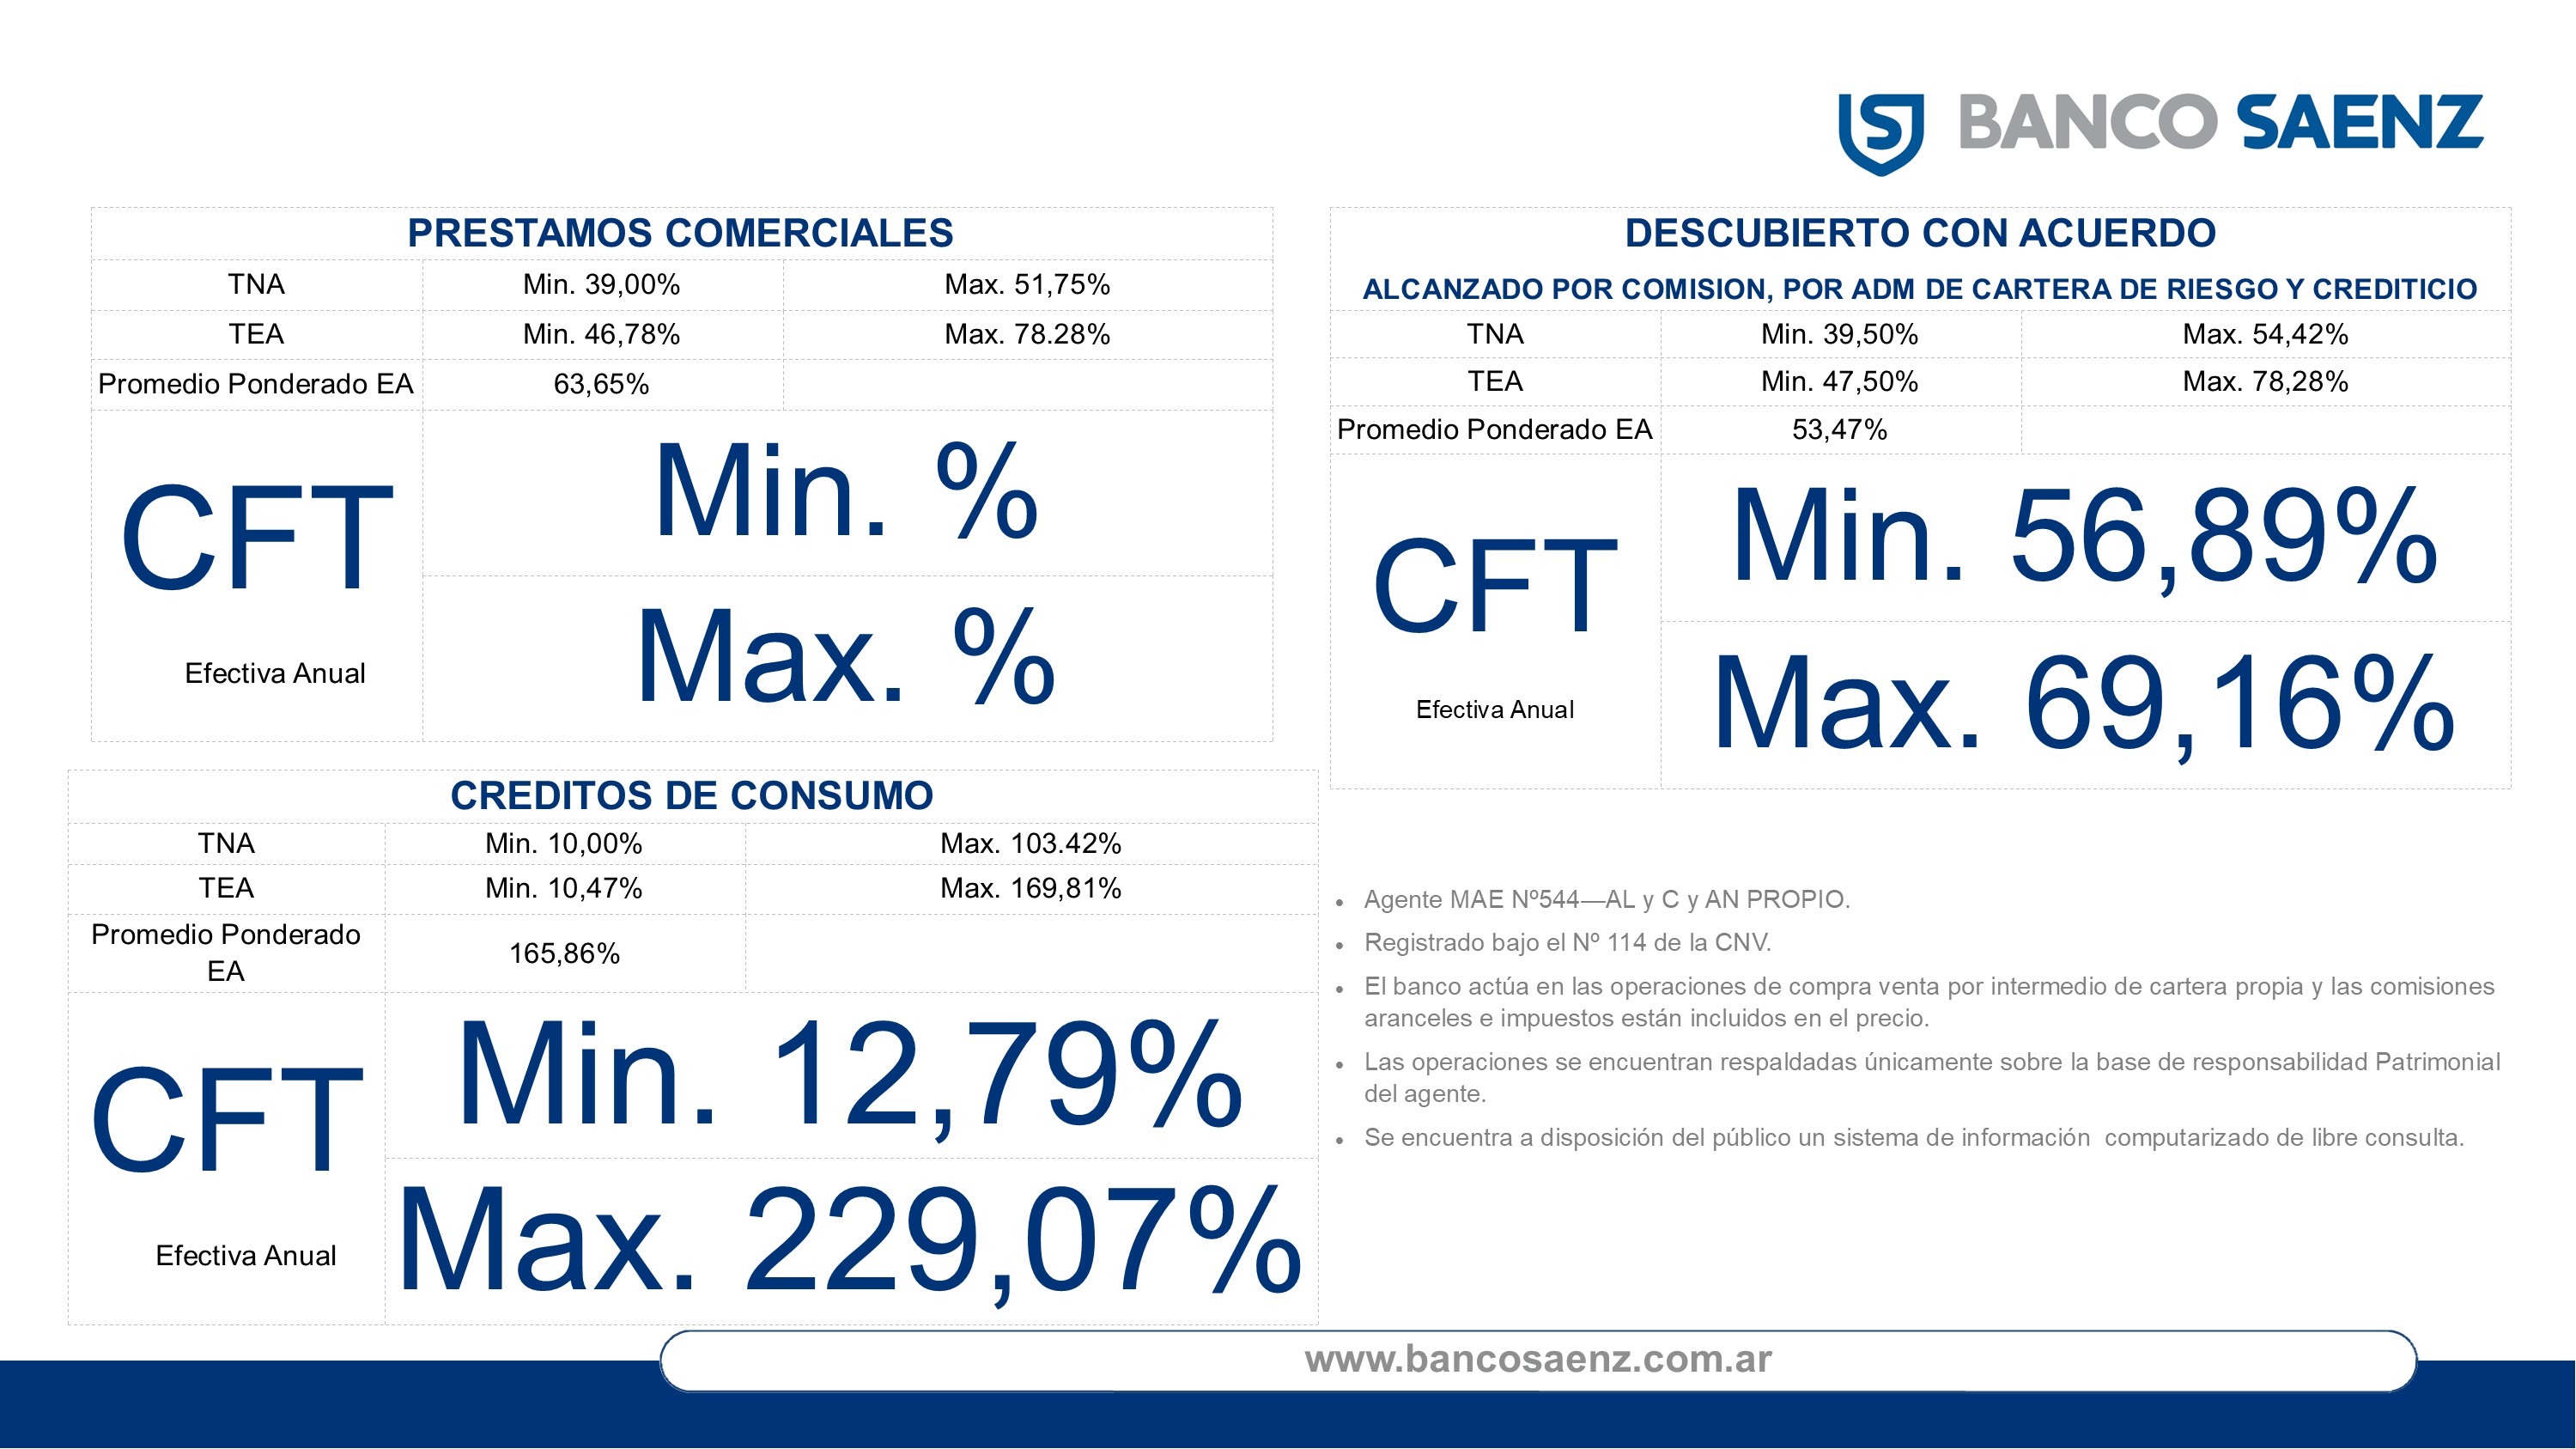 BANCO SAENZ
PRESTAMOS COMERCIALES
TNA Min. 39,00% Max. 51,75%
TEA Min. 46,78% Max. 78.28%
Promedio Ponderado EA 63,65%
CFT
Efectiva Anual
Min. %
Max. %
DESCUBIERTO CON ACUERDO
ALCANZADO POR COMISION, POR ADM DE CARTERA DE RIESGO Y CREDITICIO
TNA Min. 39,50% Max. 54,42%
TEA Min. 47,50% Max. 78,28%
Promedio Ponderado EA 53,47%
CFT
Efectiva Anual
Min. 56,89%
Max. 69,16%
CREDITOS DE CONSUMO
TNA Min. 10,00% Max. 103.42%
TEA Min. 10,47% Max. 169,81%
Promedio Ponderado
EA
165,86%
CFT
Efectiva Anual
Min. 12,79%
Max. 229,07%
• Agente MAE Nº544—AL y C y AN PROPIO.
• Registrado bajo el Nº 114 de la CNV.
• El banco actúa en las operaciones de compra venta por intermedio de cartera propia y las comisiones
aranceles e impuestos están incluidos en el precio.
• Las operaciones se encuentran respaldadas únicamente sobre la base de responsabilidad Patrimonial
del agente.
• Se encuentra a disposición del público un sistema de información  computarizado de libre consulta.
www.bancosaenz.com.ar